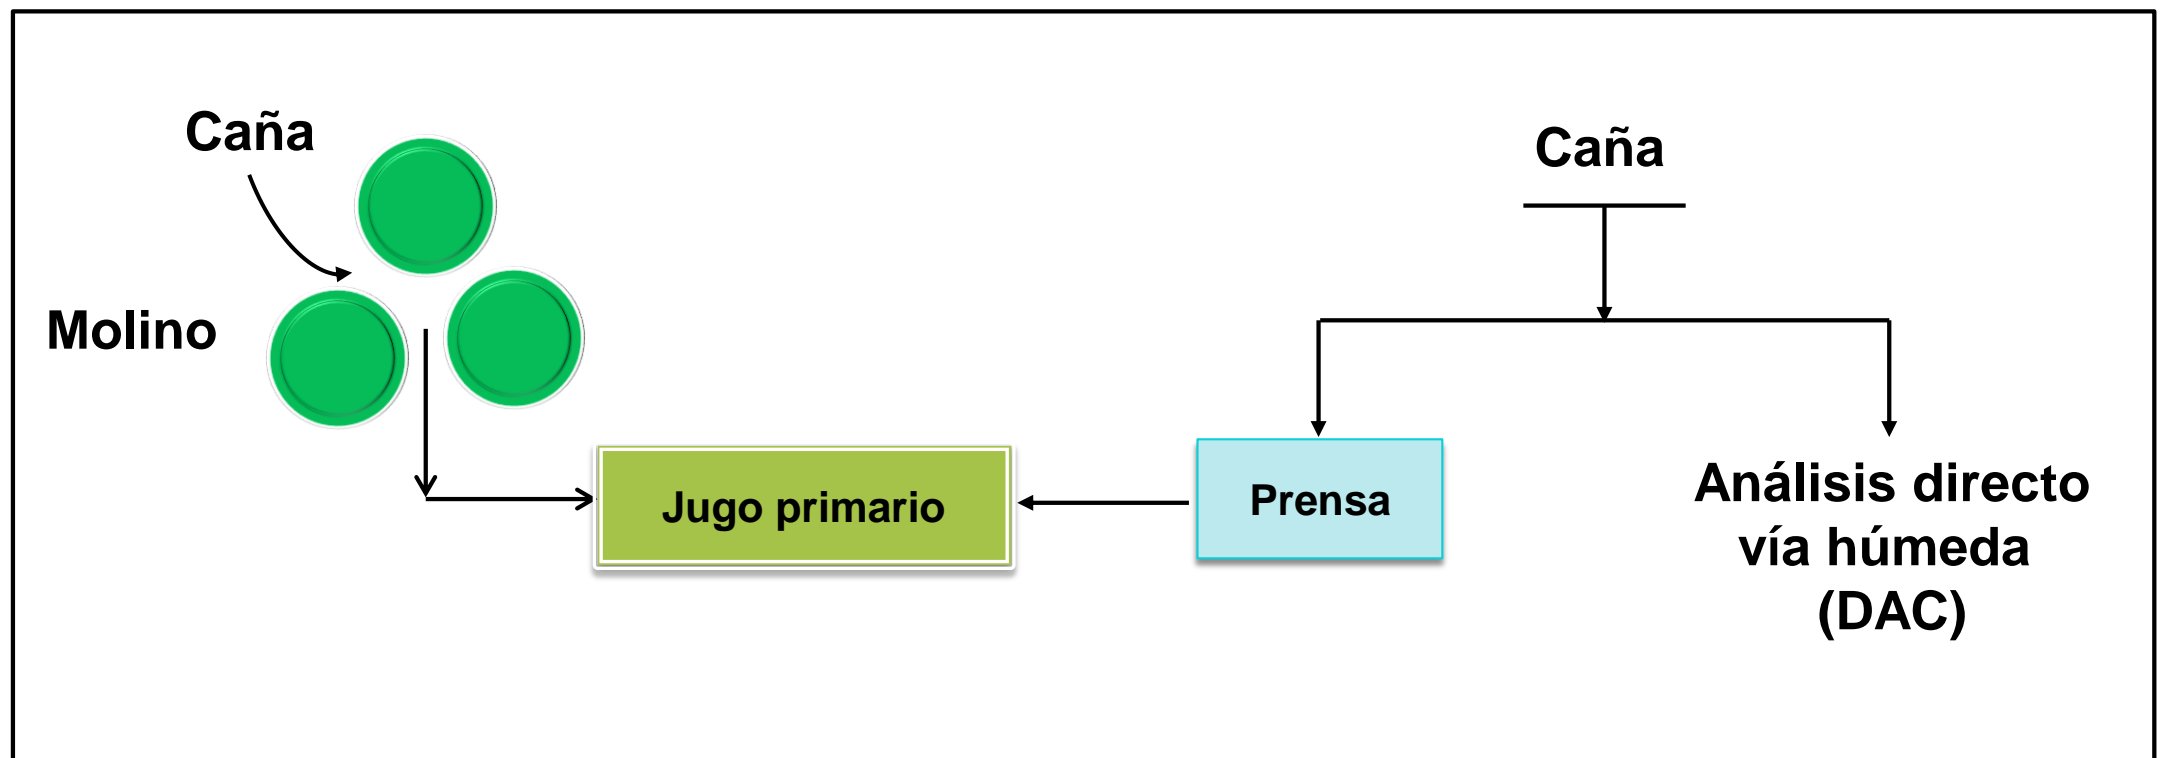 Caña
Molino
Jugo primario
Caña
Prensa
Análisis directo
vía húmeda
(DAC)